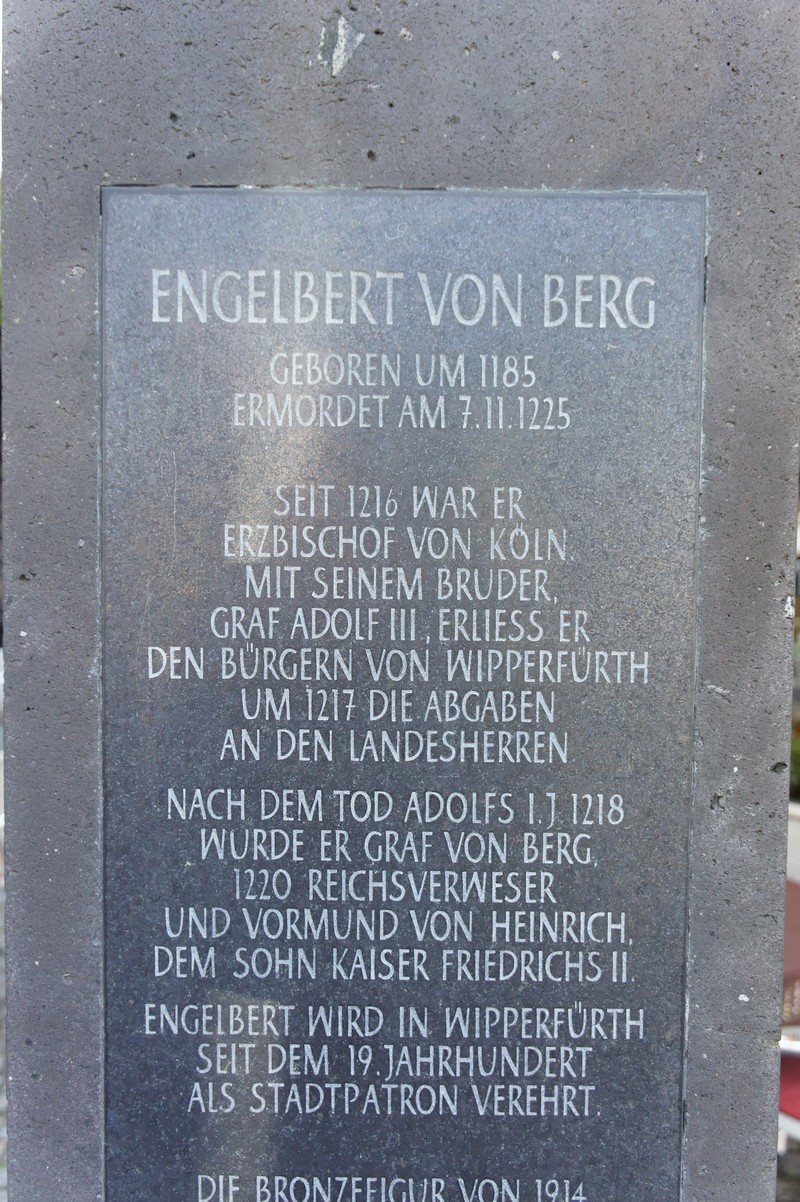 ENGELBERT VON BERG
GEBOREN UM 1185
ERMORDET AM 7.11.1225
SEIT 1216 WAR ER
ERZBISCHOF VON KÖLN.
MIT SEINEM BRUDER,
GRAF ADOLF III., ERLIESS ER
DEN BÜRGERN VON WIPPERFÜRTH
UM 1217 DIE ABGABEN
AN DEN LANDESHERREN
NACH DEM TOD ADOLFS I.J. 1218
WURDE ER GRAF VON BERG,
1220 REICHSVERWESER
UND VORMUND VON HEINRICH,
DEM SOHN KAISER FRIEDRICHS II.
ENGELBERT WIRD IN WIPPERFÜRTH
SEIT DEM 19. JAHRHUNDERT
ALS STADTPATRON VEREHRT.
DIE BRONZEFIGUR VON 1914